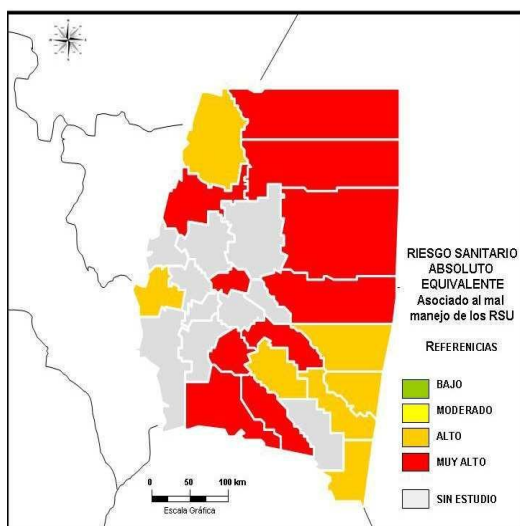 RIESGO SANITARIO
ABSOLUTO
EQUIVALENTE
Asociado al mal
manejo de los RSU
REFERENCIAS
BAJO
MODERADO
ALTO
MUY ALTO
SIN ESTUDIO
0 50 100 km
Escala Gráfica